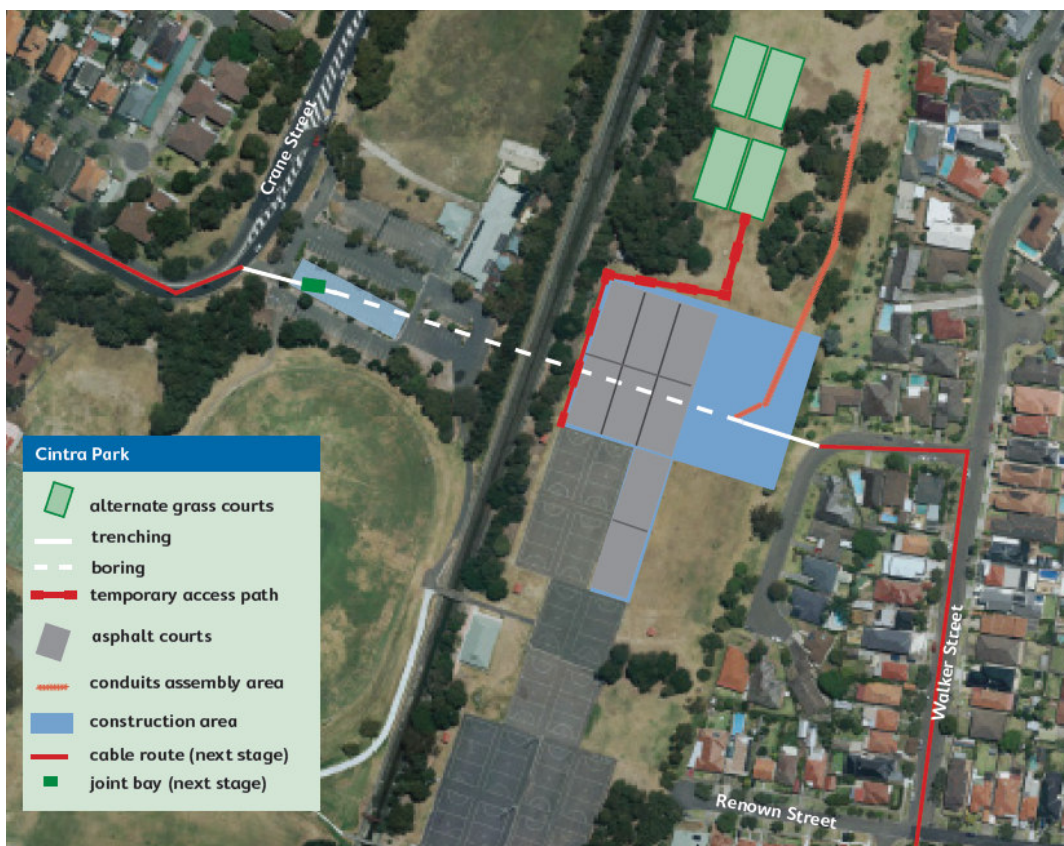 Crane Street
Cintra Park
alternate grass courts
trenching
boring
temporary access path
asphalt courts
conduits assembly area
construction area
cable route (next stage)
joint bay (next stage)
Walker Street
Renown Street